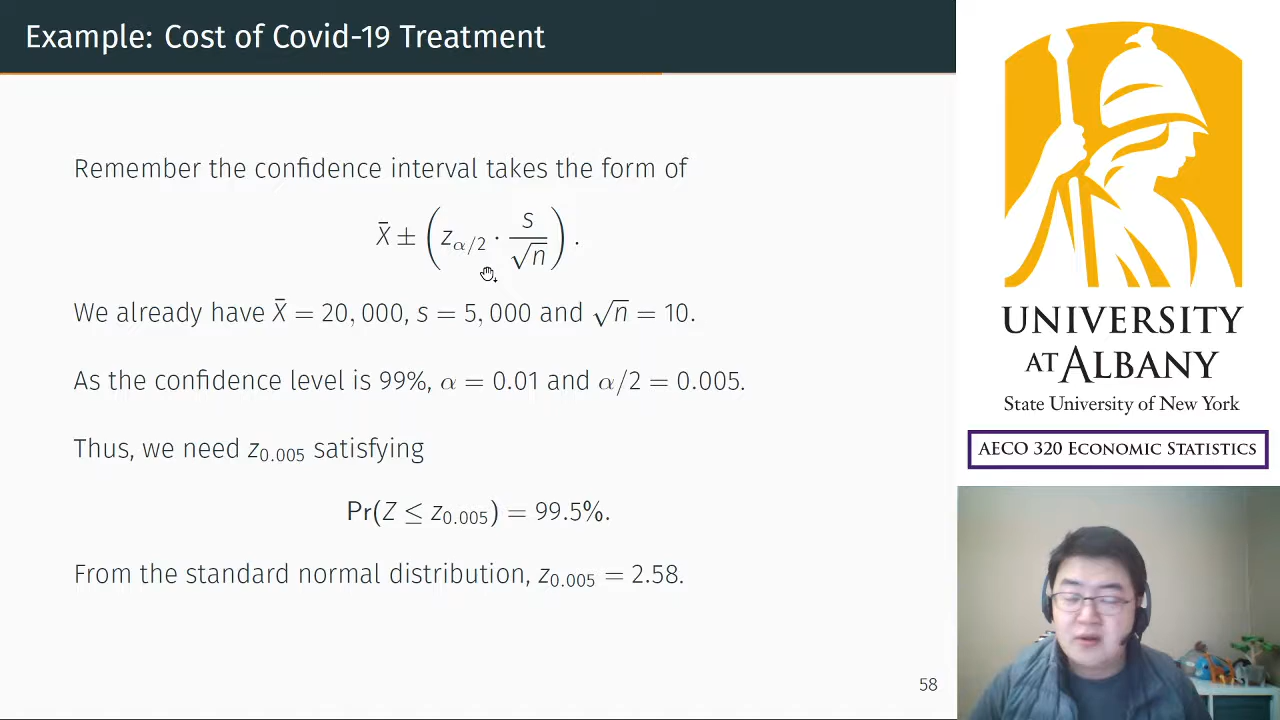 Example: Cost of Covid-19 Treatment
Remember the confidence interval takes the form of
X̄ ± (z_{α/2} · s/√n).
We already have X̄ = 20,000, s = 5,000 and √n = 10.
As the confidence level is 99%, α = 0.01 and α/2 = 0.005.
Thus, we need z_{0.005} satisfying
Pr(Z ≤ z_{0.005}) = 99.5%.
From the standard normal distribution, z_{0.005} = 2.58.
58
UNIVERSITY
AT ALBANY
State University of New York
AECO 320 ECONOMIC STATISTICS